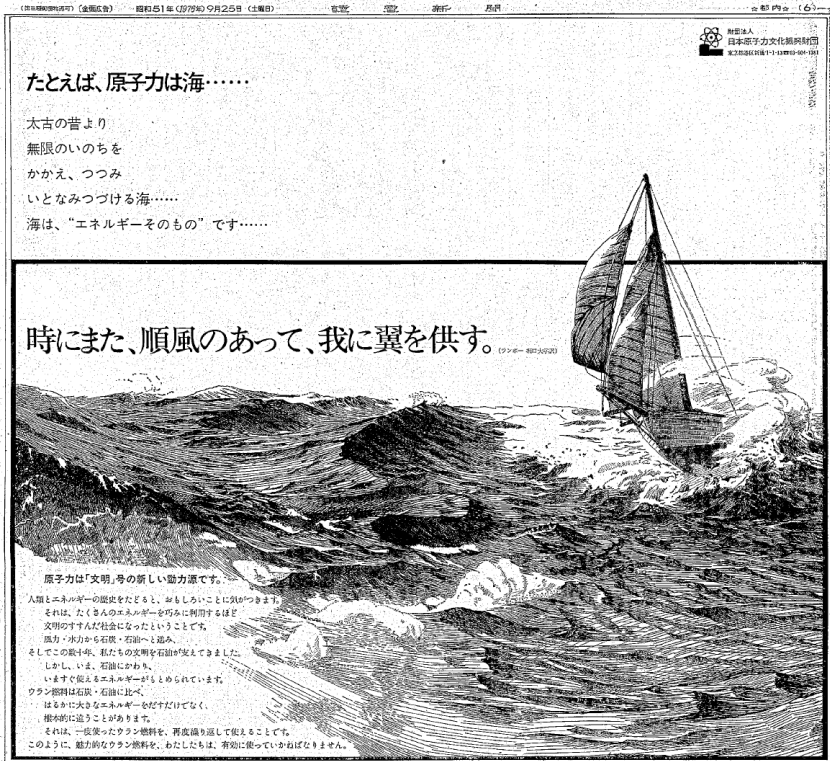 (企画広告) 昭和51年(1976年)9月25日(土曜日) 讀賣新聞 ☆都内☆ (6)
財団法人
日本原子力文化振興財団
たとえば、原子力は海……
太古の昔より
無限のいのちを
かかえ、つつみ
いとなみつづける海……
海は、“エネルギーそのもの”です……
時にまた、順風のあって、我に翼を供す。
原子力は「文明」号の新しい動力源です。
人類とエネルギーの歴史をたどると、おもしろいことに気がつきます。
それは、たくさんのエネルギーを巧みに利用するほど
文明のすすんだ社会になったということです。
風力・水力から石炭・石油へと進み、
そしてこの数十年、私たちの文明を石油が支えてきました。
しかし、いま、石油にかわり、
いますぐ使えるエネルギーがもとめられています。
ウラン燃料は石炭・石油に比べ、
はるかに大きなエネルギーをだすだけでなく、
根本的に違うことがあります。
それは、一度使ったウラン燃料を、再度繰り返して使えることです。
このように、魅力的なウラン燃料を、わたしたちは、有効に使っていかねばなりません。